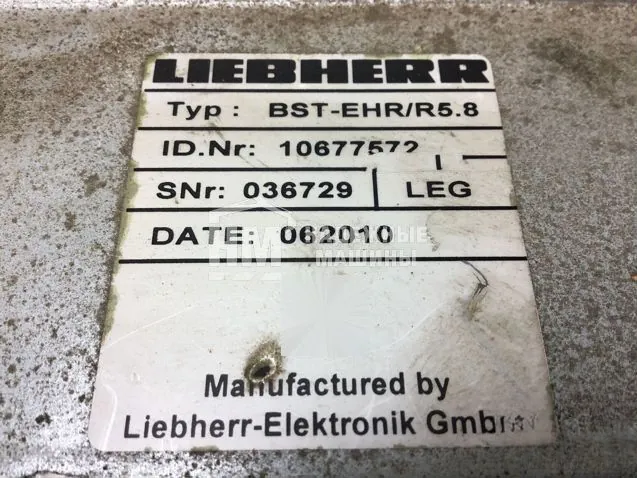 LIEBHERR
Typ : BST-EHR/R5.8
ID.Nr: 10677572
SNr: 036729 LEG
DATE: 062010
МАШИНЫ
Manufactured by
Liebherr-Elektronik GmbH